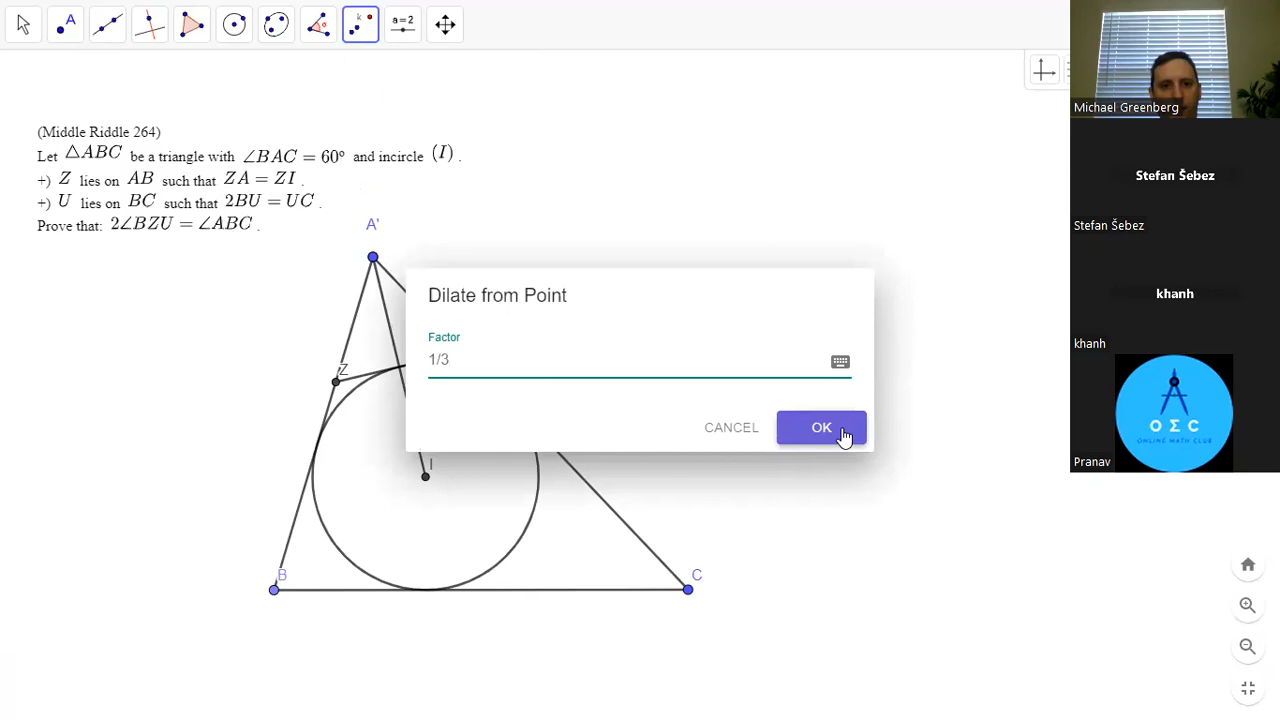 a=2
(Middle Riddle 264)
Let △ABC be a triangle with ∠BAC = 60° and incircle (I) .
+) Z lies on AB such that ZA = ZI .
+) U lies on BC such that 2BU = UC .
Prove that: 2∠BZU = ∠ABC .
A'
Z
I
B
C
Dilate from Point
Factor
1/3
CANCEL
OK
Michael Greenberg
Stefan Šebez
Stefan Šebez
khanh
khanh
OΣC
ONLINE MATH CLUB
Pranav